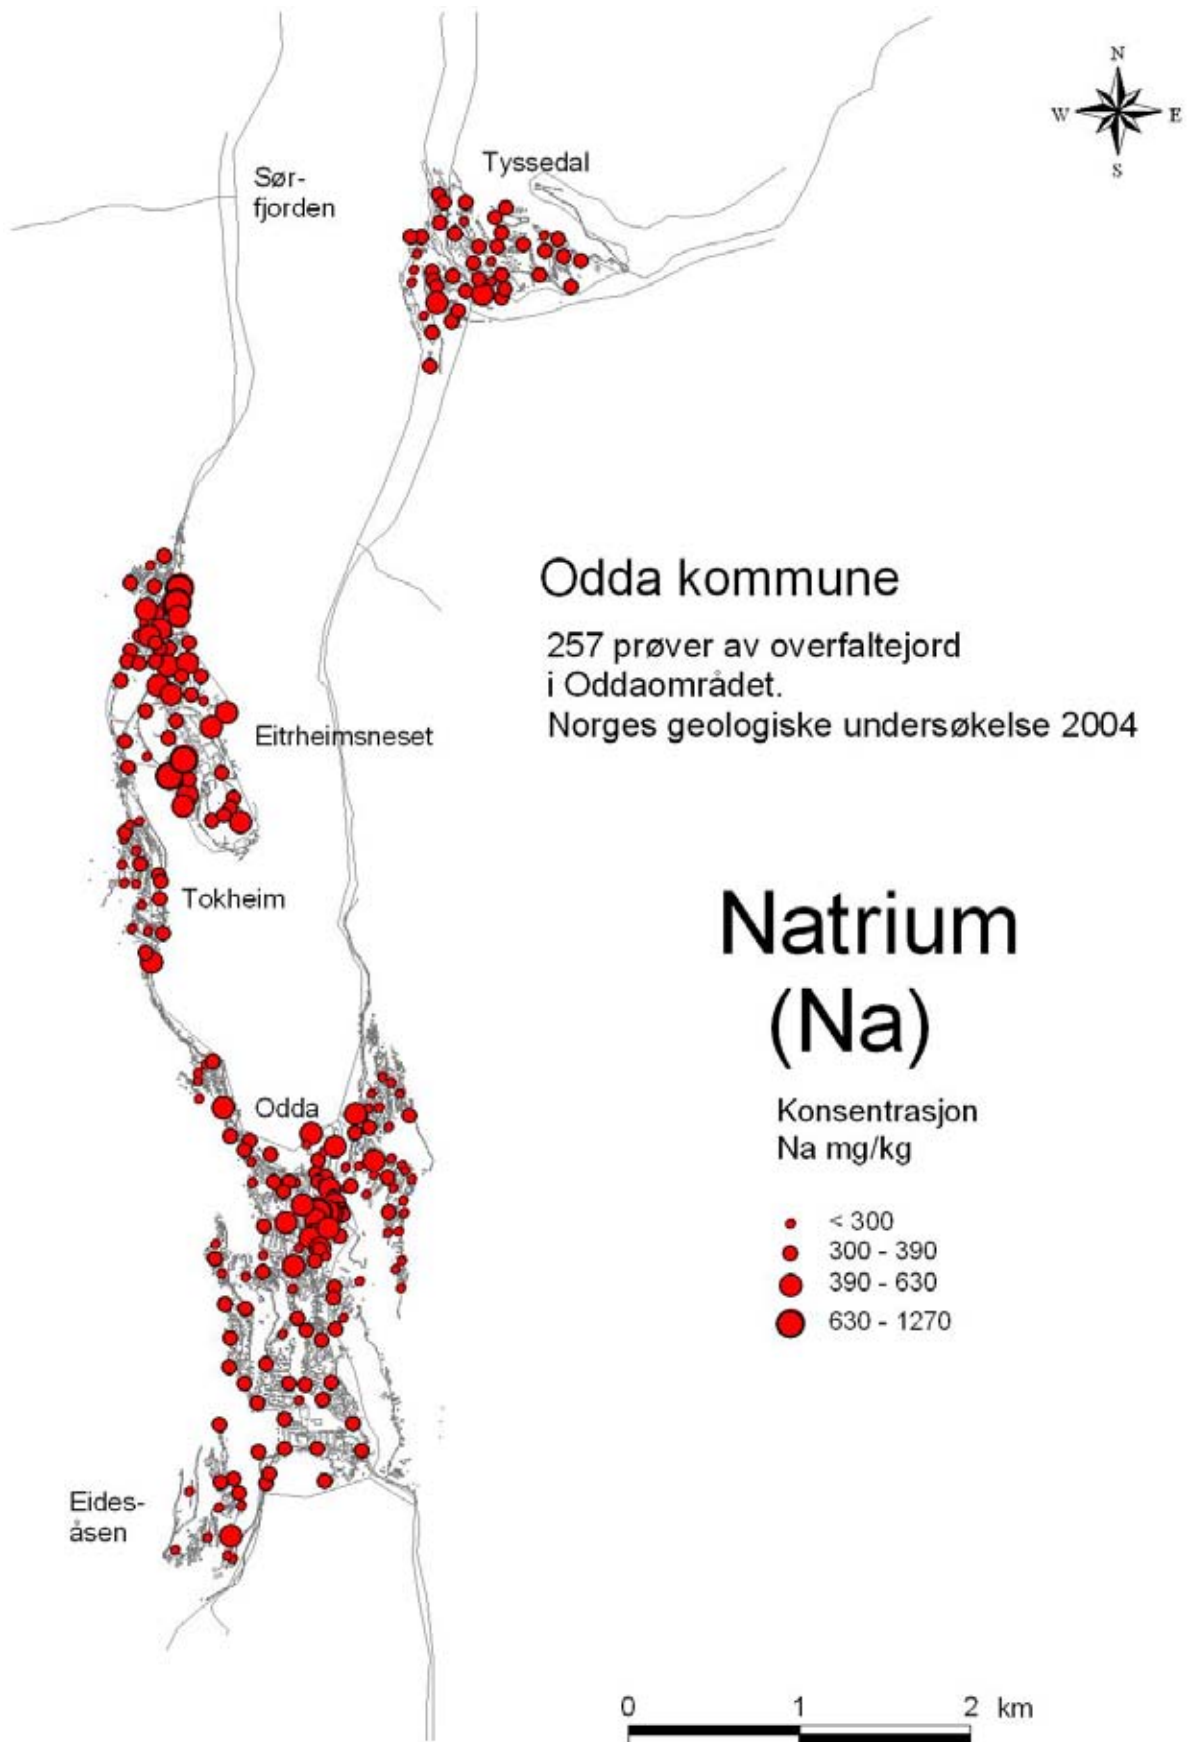 N
W E
S
Tyssedal
Sør-
fjorden
Odda kommune
257 prøver av overfaltejord
i Oddaområdet.
Norges geologiske undersøkelse 2004
Eitrheimsneset
Tokheim
Natrium
(Na)
Odda
Konsentrasjon
Na mg/kg
< 300
300 - 390
390 - 630
630 - 1270
Eides-
åsen
0 1 2 km